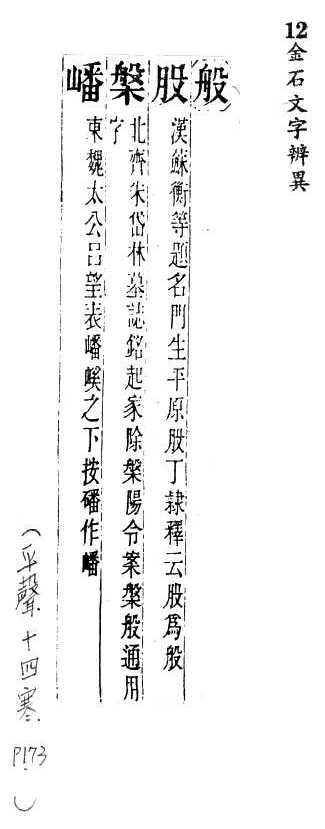 12金石文字辨異
般
股 漢蘇衡等題名門生平原股丁隸釋云股爲般
槃 北齊朱岱林墓誌銘起家除槃陽令案槃般通用
字
嶓 東魏太公呂望表嶓磎之下按磻作嶓
(平聲十四寒 P173)